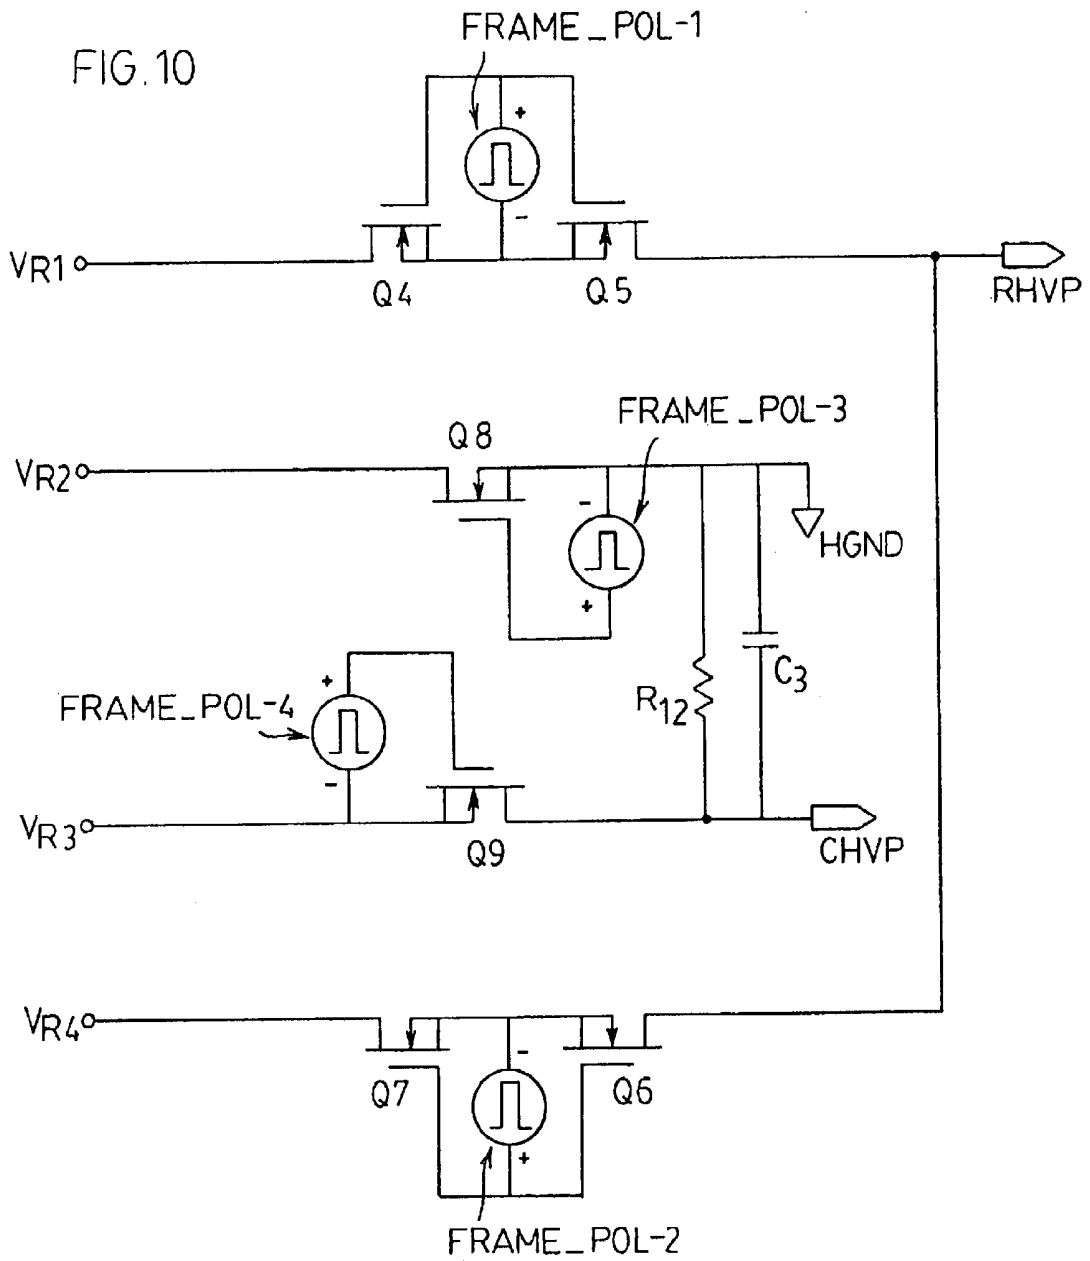 FRAME_POL-1
FIG.10
+
-
VR1
Q4
Q5
RHVP
FRAME_POL-3
Q8
VR2
-
HGND
+
C3
R12
+
FRAME_POL-4
-
VR3
Q9
CHVP
VR4
-
Q7
Q6
+
FRAME_POL-2